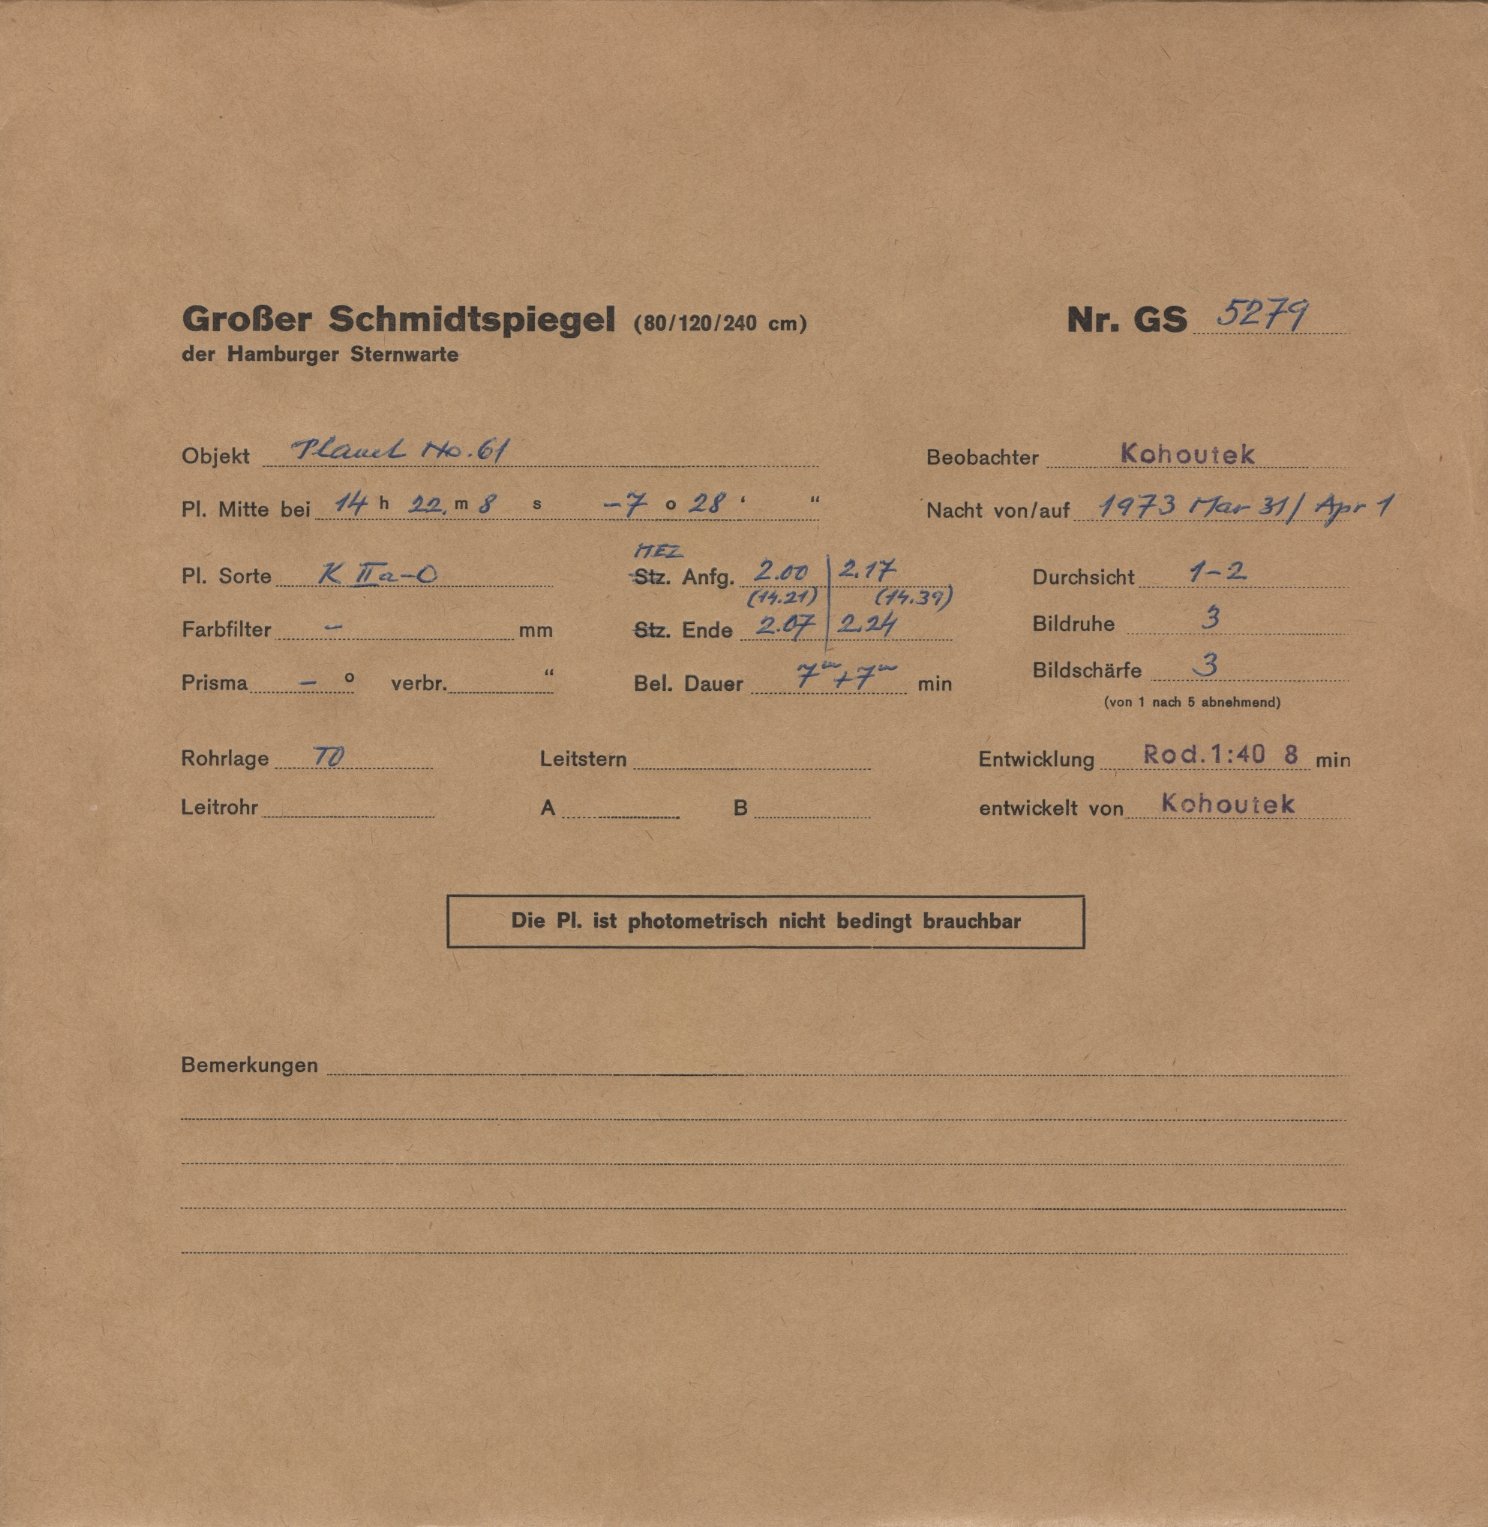 Großer Schmidtspiegel (80/120/240 cm) Nr. GS 5279
der Hamburger Sternwarte
Objekt Planet No. 61 Beobachter Kohoutek
Pl. Mitte bei 14 h 22. m 8 s -7 o 28 ' “ Nacht von/auf 1973 Mar 31/ Apr 1
MEZ
Pl. Sorte K IIa-O Stz. Anfg. 2.00 | 2.17 Durchsicht 1-2
(14.21) (14.39)
Farbfilter - mm Stz. Ende 2.07 | 2.24 Bildruhe 3
Prisma - o verbr. “ Bel. Dauer 7m + 7m min Bildschärfe 3
(von 1 nach 5 abnehmend)
Rohrlage TO Leitstern Entwicklung Rod. 1:40 8 min
Leitrohr A B entwickelt von Kohoutek
Die Pl. ist photometrisch nicht bedingt brauchbar
Bemerkungen